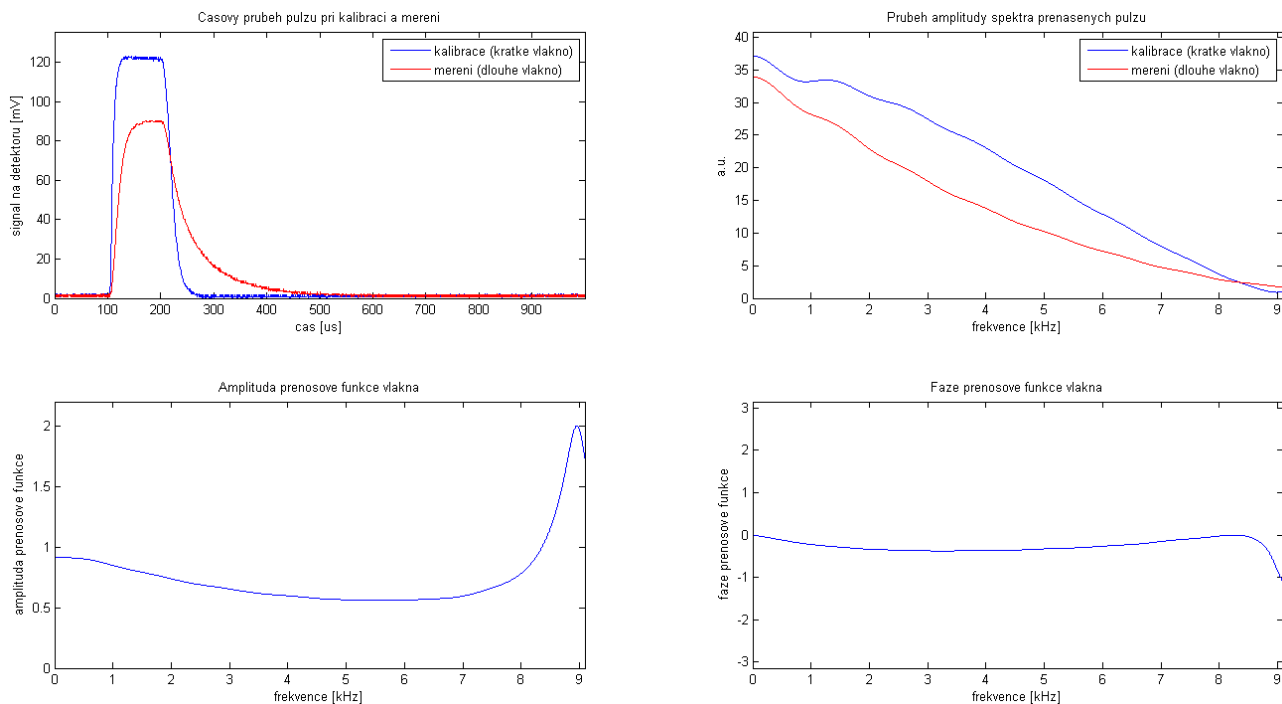 Casovy prubeh pulzu pri kalibraci a mereni
kalibrace (kratke vlakno)
mereni (dlouhe vlakno)
signal na detektoru [mV]
120
100
80
60
40
20
0
0 100 200 300 400 500 600 700 800 900
cas [us]
Prubeh amplitudy spektra prenasenych pulzu
kalibrace (kratke vlakno)
mereni (dlouhe vlakno)
a.u.
40
35
30
25
20
15
10
5
0
0 1 2 3 4 5 6 7 8 9
frekvence [kHz]
Amplituda prenosove funkce vlakna
amplituda prenosove funkce
2
1.5
1
0.5
0
0 1 2 3 4 5 6 7 8 9
frekvence [kHz]
Faze prenosove funkce vlakna
faze prenosove funkce
3
2
1
0
-1
-2
-3
0 1 2 3 4 5 6 7 8 9
frekvence [kHz]